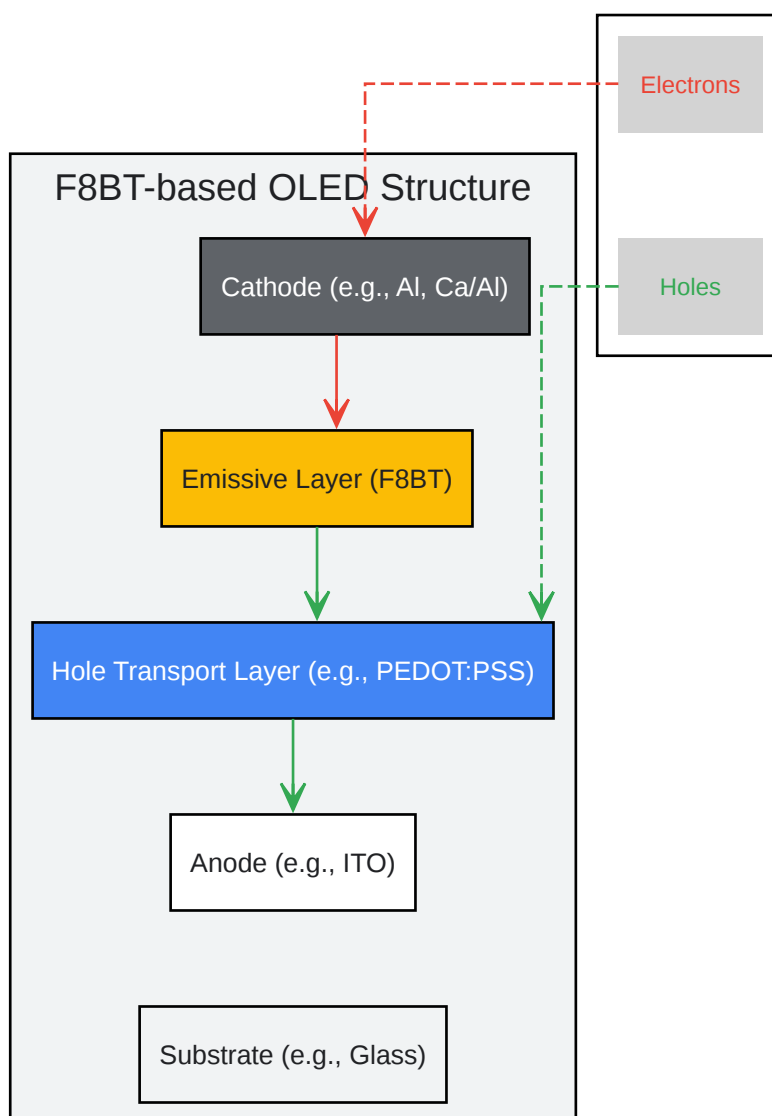 Electrons
F8BT-based OLED Structure
Cathode (e.g., Al, Ca/Al)
Holes
Emissive Layer (F8BT)
Hole Transport Layer (e.g., PEDOT:PSS)
Anode (e.g., ITO)
Substrate (e.g., Glass)